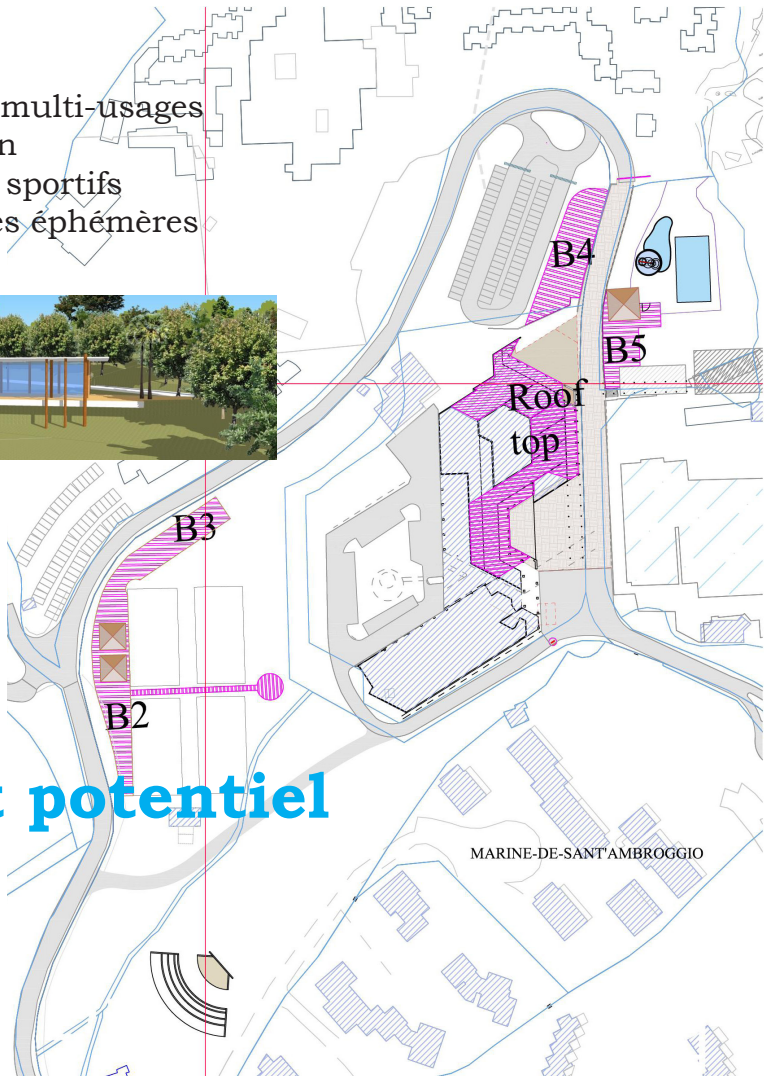 multi-usages
n
sportifs
es éphémères
B4
B5
Roof
top
B3
B2
t potentiel
MARINE-DE-SANT'AMBROGGIO